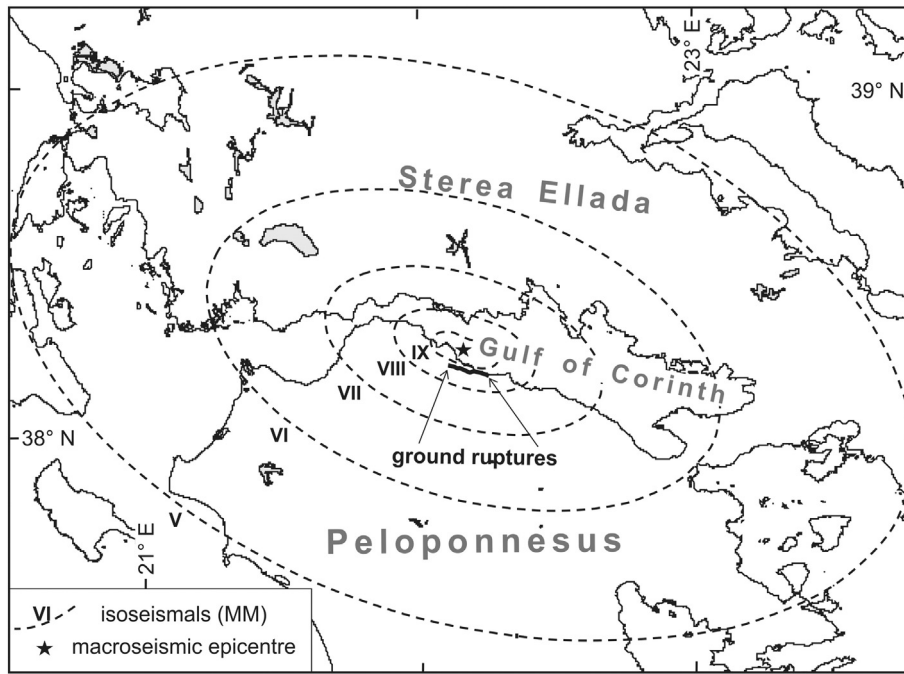 23° E
39° N
Sterea Ellada
Gulf of Corinth
IX
VIII
VII
VI
V
38° N
ground ruptures
Peloponnesus
21° E
VI isoseismals (MM)
macroseismic epicentre